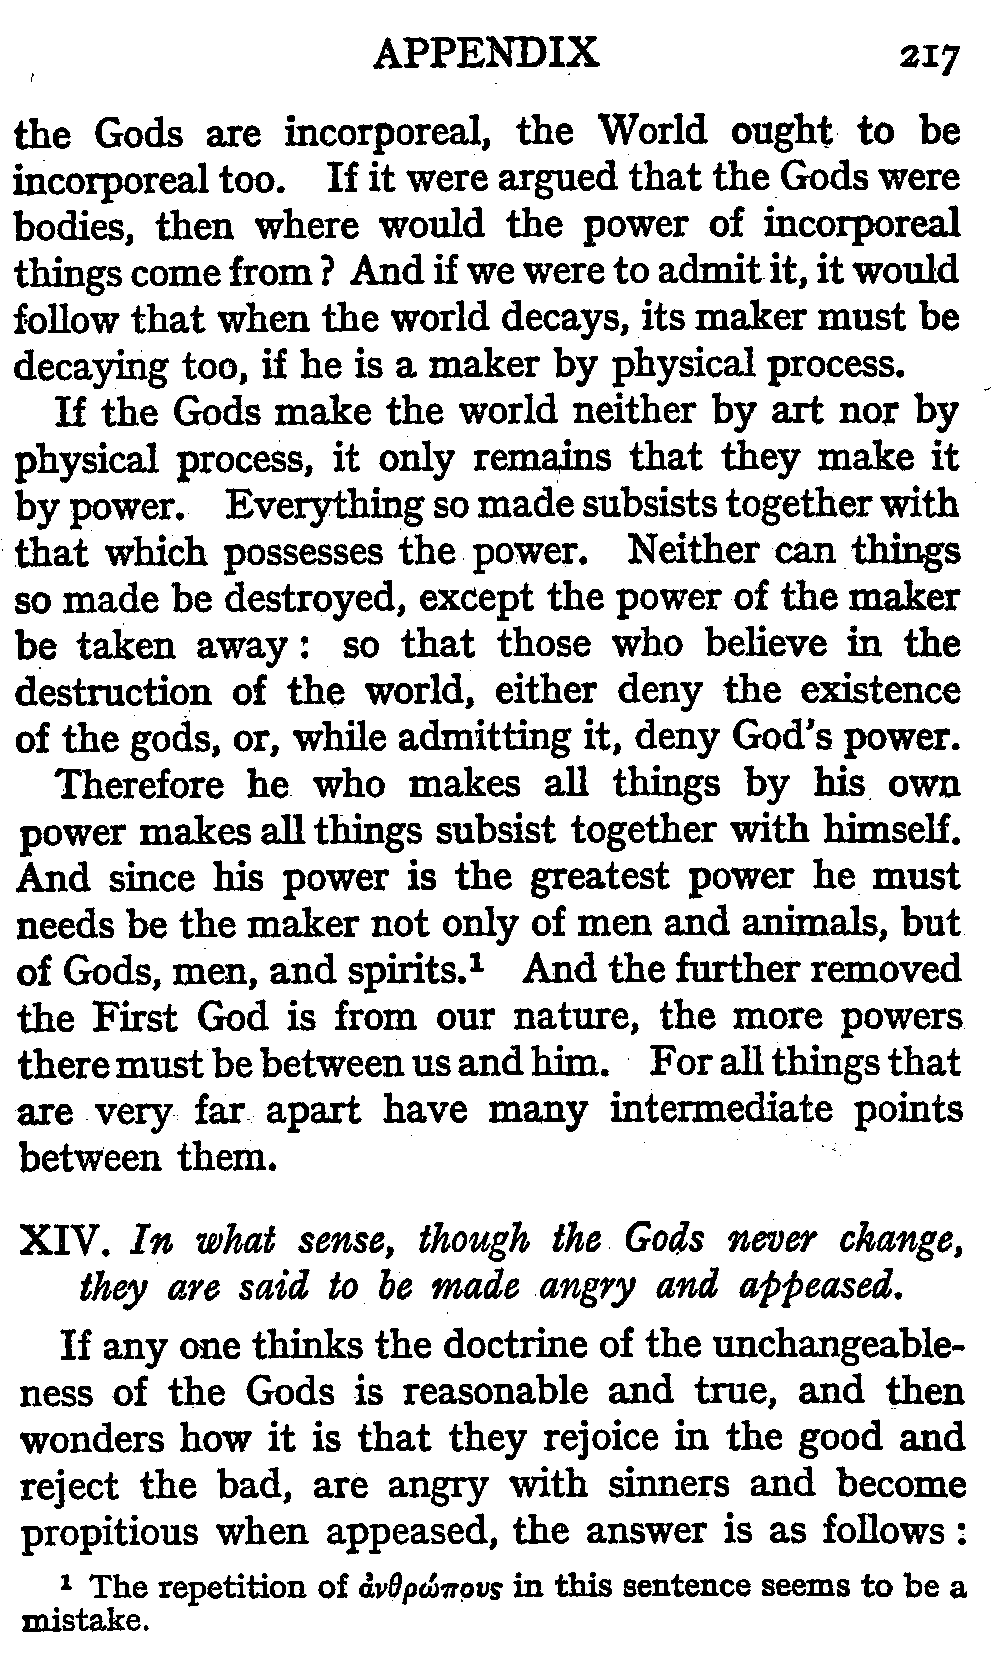 APPENDIX 217
the Gods are incorporeal, the World ought to be
incorporeal too. If it were argued that the Gods were
bodies, then where would the power of incorporeal
things come from? And if we were to admit it, it would
follow that when the world decays, its maker must be
decaying too, if he is a maker by physical process.
If the Gods make the world neither by art nor by
physical process, it only remains that they make it
by power. Everything so made subsists together with
that which possesses the power. Neither can things
so made be destroyed, except the power of the maker
be taken away: so that those who believe in the
destruction of the world, either deny the existence
of the gods, or, while admitting it, deny God's power.
Therefore he who makes all things by his own
power makes all things subsist together with himself.
And since his power is the greatest power he must
needs be the maker not only of men and animals, but
of Gods, men, and spirits.¹ And the further removed
the First God is from our nature, the more powers
there must be between us and him. For all things that
are very far apart have many intermediate points
between them.
XIV. In what sense, though the Gods never change,
they are said to be made angry and appeased.
If any one thinks the doctrine of the unchangeable-
ness of the Gods is reasonable and true, and then
wonders how it is that they rejoice in the good and
reject the bad, are angry with sinners and become
propitious when appeased, the answer is as follows:
¹ The repetition of ἀνθρώπους in this sentence seems to be a
mistake.